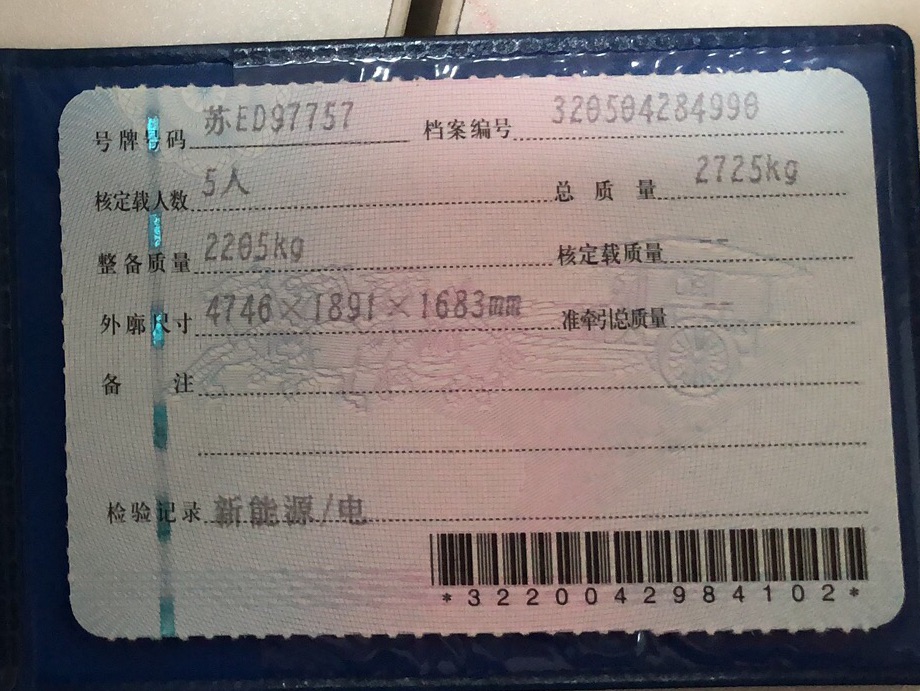 号牌号码 苏ED97757 档案编号 320504284990
核定载人数 5人 总质量 2725kg
整备质量 2205kg 核定载质量 --
外廓尺寸 4746×1891×1683mm 准牵引总质量 --
备注
检验记录 新能源/电
*3220042984102*